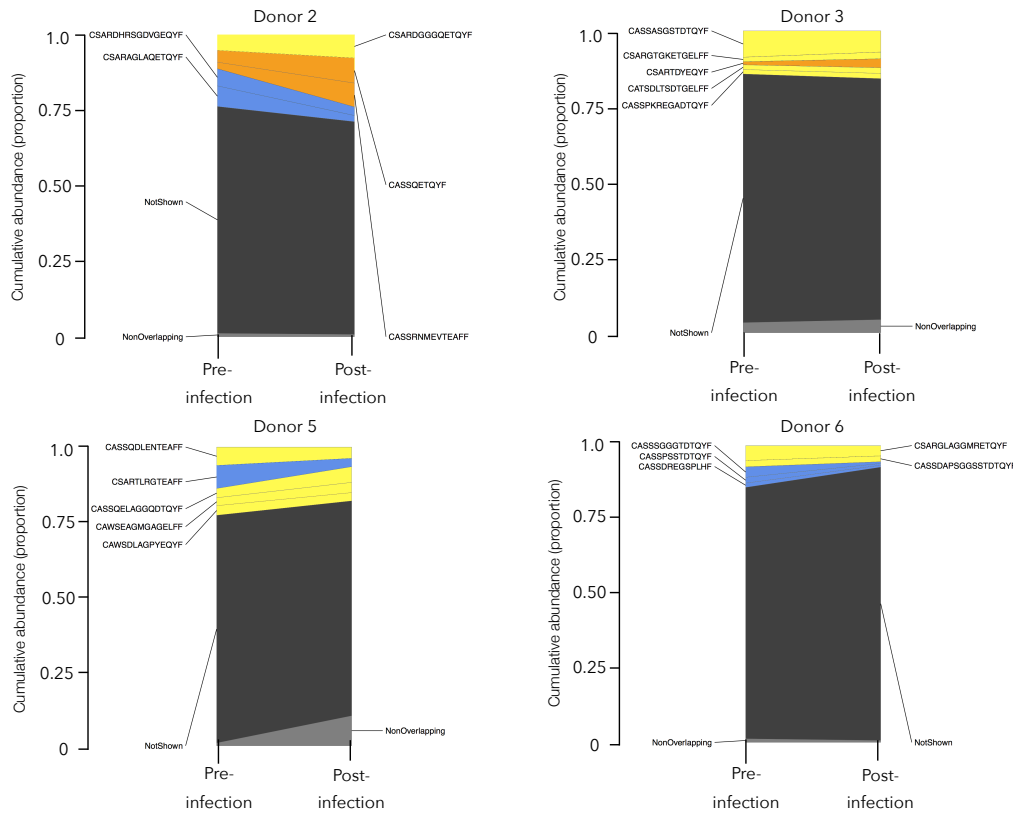 Donor 2
Cumulative abundance (proportion)
1.0
0.75
0.50
0.25
0
CSARDHRSGDVGEQYF
CSARAGLAQETQYF
NotShown
NonOverlapping
CSARDGGGQETQYF
CASSQETQYF
CASSRNMEVTEAFF
Pre-
infection
Post-
infection
Donor 3
Cumulative abundance (proportion)
1.0
0.75
0.50
0.25
0
CASSASGSTDTQYF
CSARGTGKETGELFF
CSARTDYEQYF
CATSDLTSDTGELFF
CASSPKREGADTQYF
NotShown
NonOverlapping
Pre-
infection
Post-
infection
Donor 5
Cumulative abundance (proportion)
1.0
0.75
0.50
0.25
0
CASSQDLENTEAFF
CSARTLRGTEAFF
CASSQELAGGQDTQYF
CAWSEAGMGAGELFF
CAWSDLAGPYEQYF
NotShown
NonOverlapping
Pre-
infection
Post-
infection
Donor 6
Cumulative abundance (proportion)
1.0
0.75
0.50
0.25
0
CASSSGGGTDTQYF
CASSPSSTDTQYF
CASSDREGSPLHF
NonOverlapping
CSARGLAGGMRETQYF
CASSDAPSGGSSTDTQYF
NotShown
Pre-
infection
Post-
infection